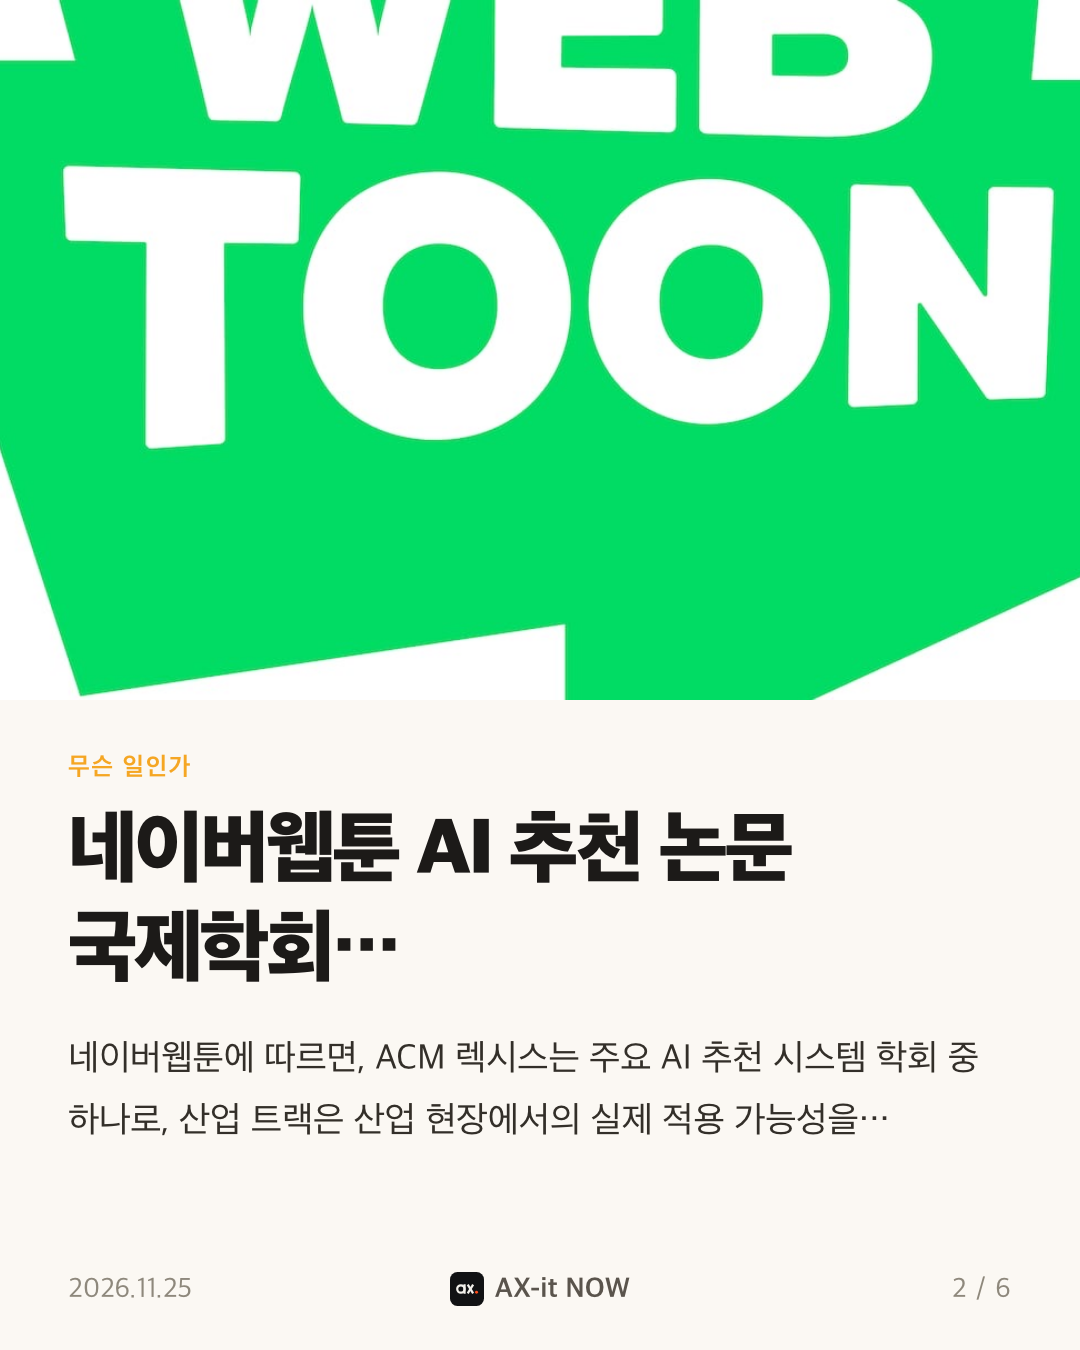 WEB
TOON
무슨 일인가
네이버웹툰 AI 추천 논문
국제학회…
네이버웹툰에 따르면, ACM 렉시스는 주요 AI 추천 시스템 학회 중
하나로, 산업 트랙은 산업 현장에서의 실제 적용 가능성을…
2026.11.25
ax. AX-it NOW
2 / 6